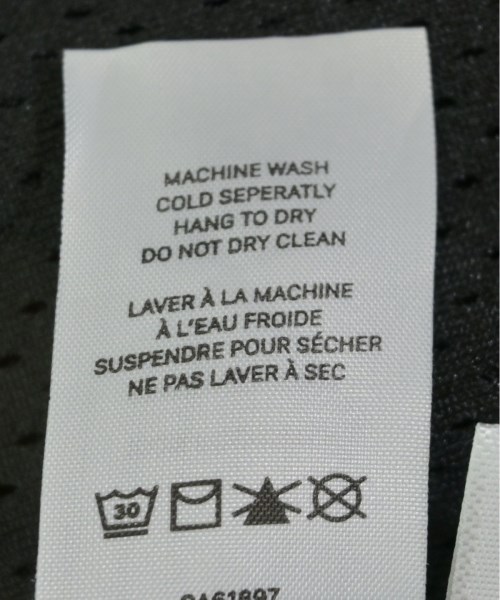 MACHINE WASH
COLD SEPERATLY
HANG TO DRY
DO NOT DRY CLEAN
LAVER À LA MACHINE
À L'EAU FROIDE
SUSPENDRE POUR SÉCHER
NE PAS LAVER À SEC
30